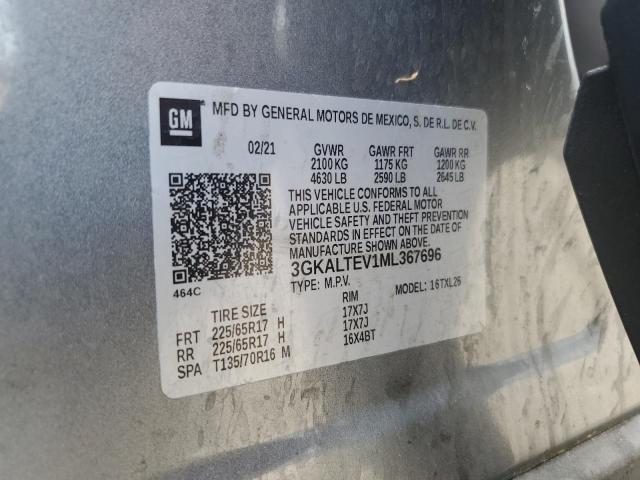 GM
MFD BY GENERAL MOTORS DE MEXICO, S. DE R.L. DE C.V.
02/21 GVWR GAWR FRT GAWR RR
2100 KG 1175 KG 1200 KG
4630 LB 2590 LB 2645 LB
THIS VEHICLE CONFORMS TO ALL
APPLICABLE U.S. FEDERAL MOTOR
VEHICLE SAFETY AND THEFT PREVENTION
STANDARDS IN EFFECT ON THE DATE OF
MANUFACTURE SHOWN ABOVE.
3GKALTEV1ML367696
TYPE: M.P.V. MODEL: 16TXL26
464C
TIRE SIZE RIM
FRT 225/65R17 H 17X7J
RR 225/65R17 H 17X7J
SPA T135/70R16 M 16X4BT